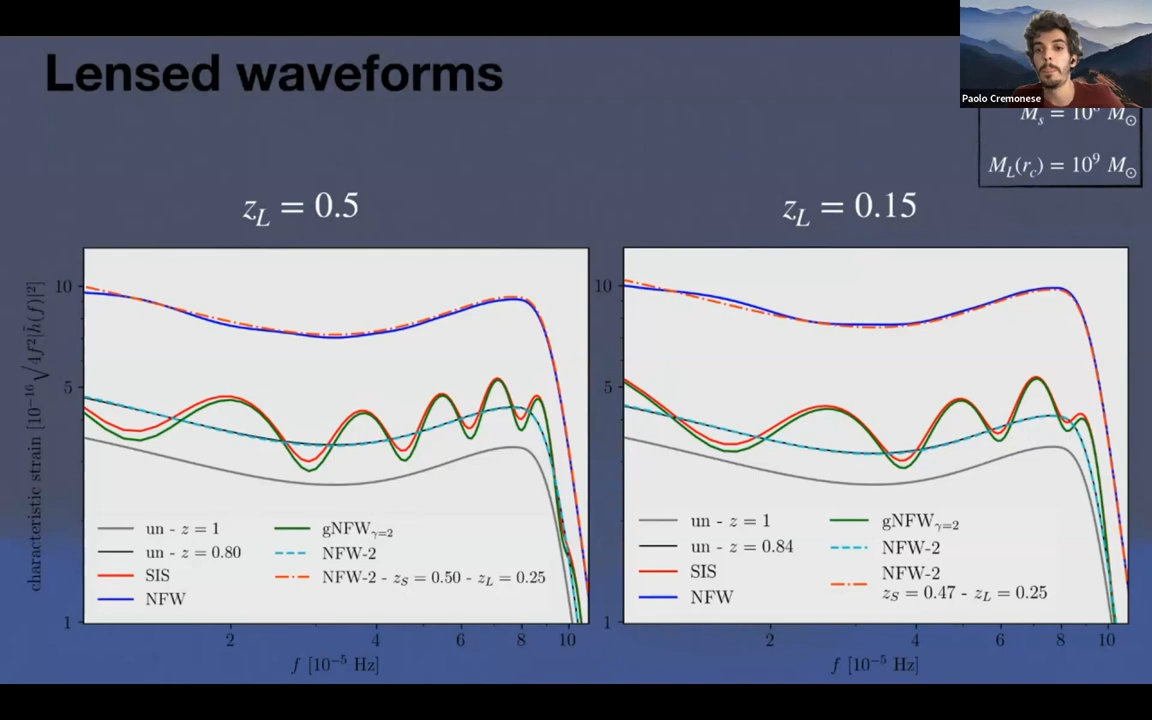 Lensed waveforms
Paolo Cremonese
M_L(r_c) = 10^9 M_⊙
z_L = 0.5
z_L = 0.15
characteristic strain [10^−16 √4f^2|h̃(f)|^2]
10
5
1
2
4
6
8
10
f [10^−5 Hz]
un - z = 1
un - z = 0.80
SIS
NFW
gNFW_γ=2
NFW-2
NFW-2 - z_S = 0.50 - z_L = 0.25
10
5
1
2
4
6
8
10
f [10^−5 Hz]
un - z = 1
un - z = 0.84
SIS
NFW
gNFW_γ=2
NFW-2
NFW-2
z_S = 0.47 - z_L = 0.25